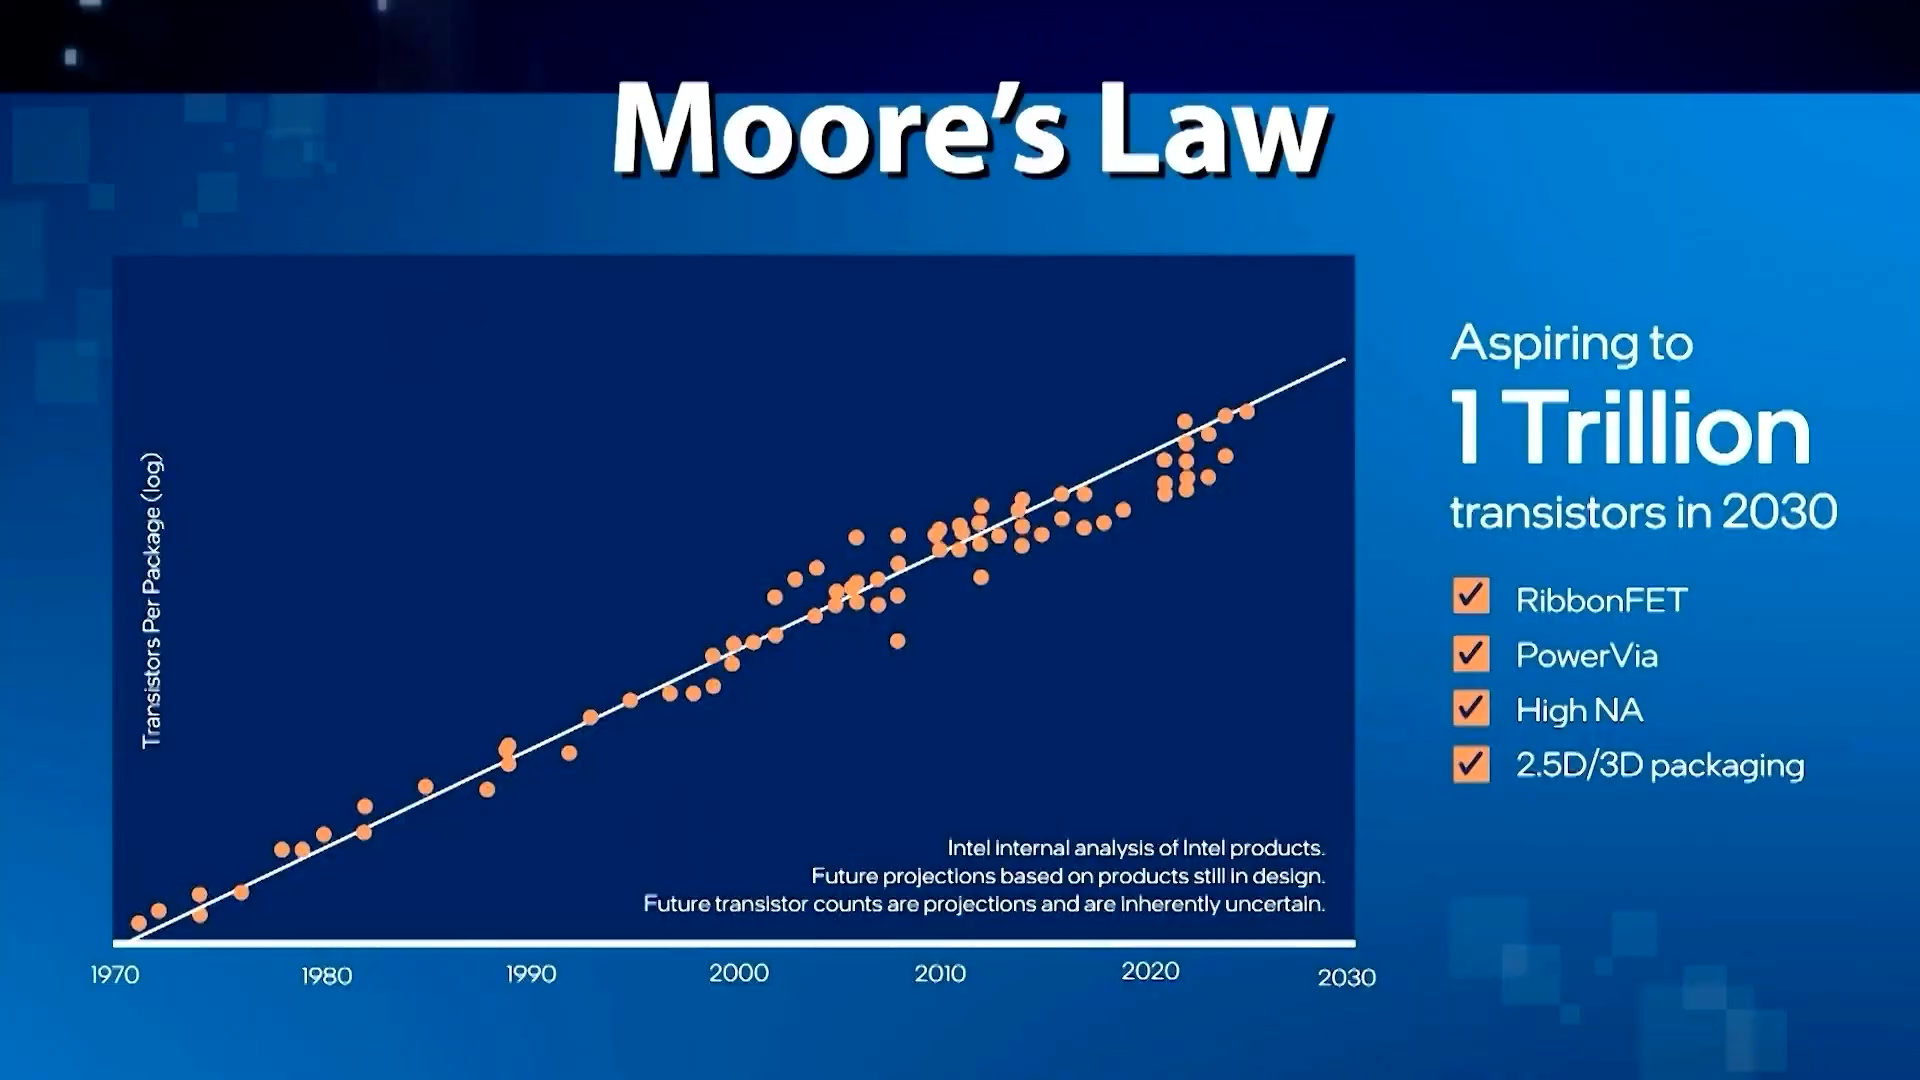 Moore's Law
Transistors Per Package (log)
Intel internal analysis of Intel products.
Future projections based on products still in design.
Future transistor counts are projections and are inherently uncertain.
1970
1980
1990
2000
2010
2020
2030
Aspiring to
1 Trillion
transistors in 2030
RibbonFET
PowerVia
High NA
2.5D/3D packaging